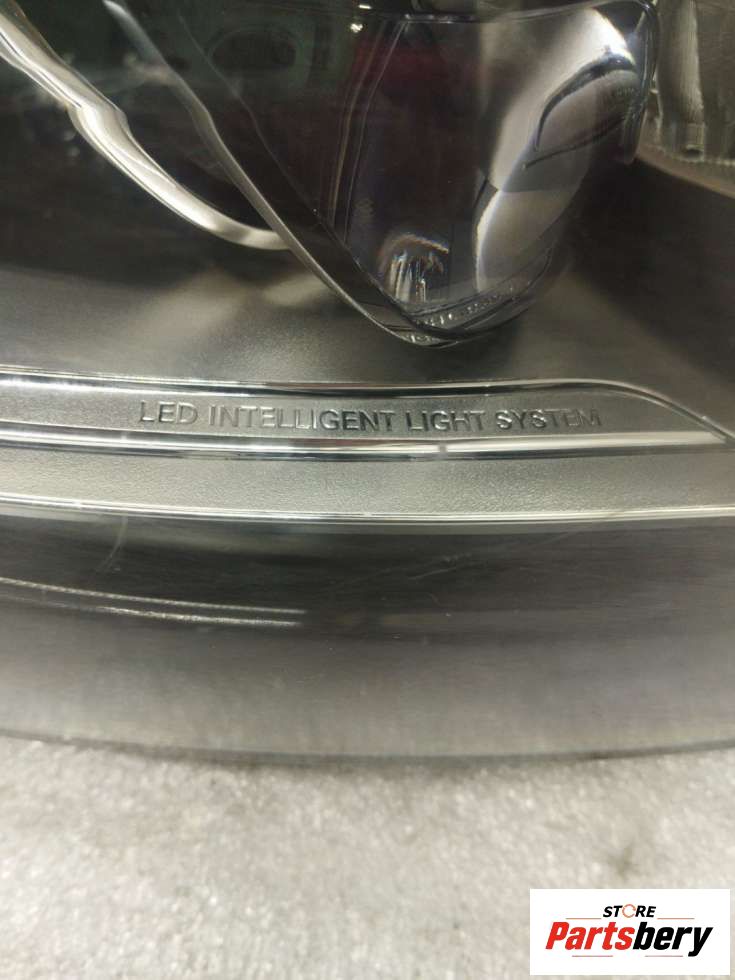 LED INTELLIGENT LIGHT SYSTEM
STORE
Partsbery